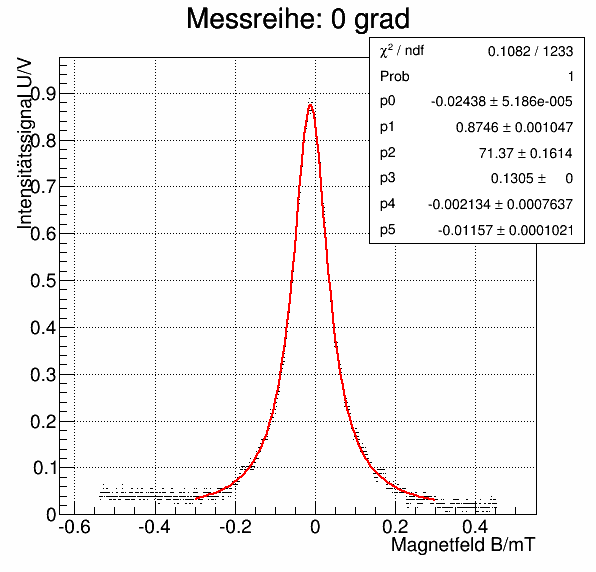 Messreihe: 0 grad
χ² / ndf 0.1082 / 1233
Prob 1
p0 -0.02438 ± 5.186e-005
p1 0.8746 ± 0.001047
p2 71.37 ± 0.1614
p3 0.1305 ± 0
p4 -0.002134 ± 0.0007637
p5 -0.01157 ± 0.0001021
Intensitätssignal U/V
0.9
0.8
0.7
0.6
0.5
0.4
0.3
0.2
0.1
0
-0.6 -0.4 -0.2 0 0.2 0.4
Magnetfeld B/mT